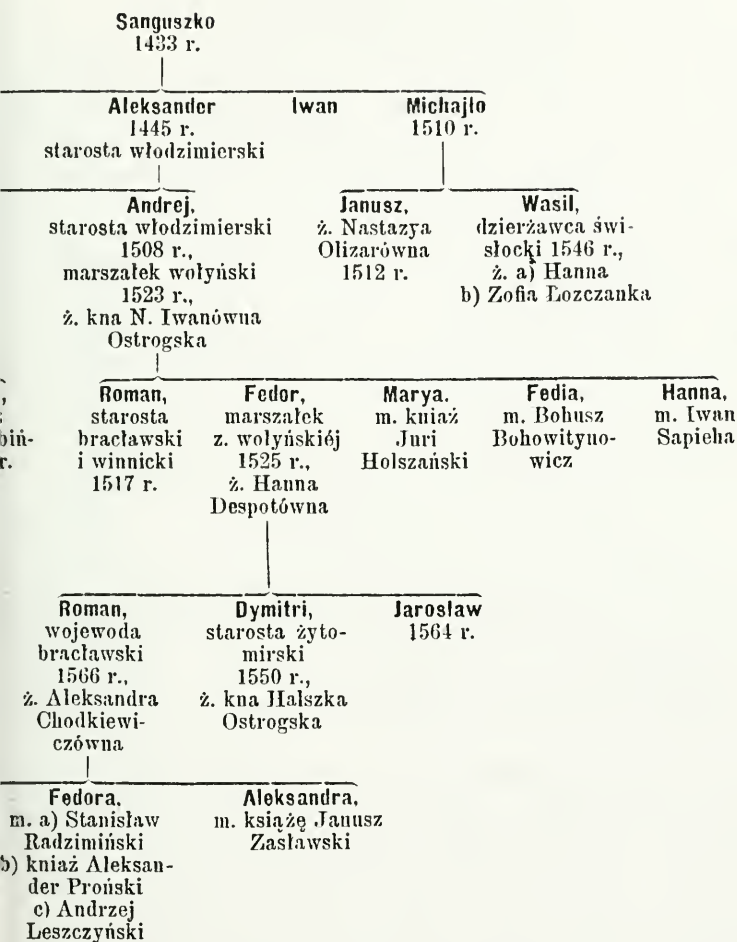 Sanguszko
1433 r.
Aleksander
1445 r.
starosta włodzimierski
Iwan
Michajło
1510 r.
Andrej,
starosta włodzimierski
1508 r.,
marszałek wołyński
1523 r.,
ż. kna N. Iwanówna
Ostrogska
Janusz,
ż. Nastazya
Olizarówna
1512 r.
Wasil,
dzierżawca świ-
słocki 1546 r.,
ż. a) Hanna
b) Zofia Łozczanka
biń-
r.
Roman,
starosta
bracławski
i winnicki
1517 r.
Fedor,
marszałek
z. wołyńskiéj
1525 r.,
ż. Hanna
Despotówna
Marya.
m. kniaź
Juri
Holszański
Fedia,
m. Bohusz
Bohowityno-
wicz
Hanna,
m. Iwan
Sapieha
Roman,
wojewoda
bracławski
1566 r.,
ż. Aleksandra
Chodkiewi-
czówna
Dymitri,
starosta żyto-
mirski
1550 r.,
ż. kna Halszka
Ostrogska
Jarosław
1564 r.
Fedora.
m. a) Stanisław
Radzimiński
b) kniaź Aleksan-
der Proński
c) Andrzej
Leszczyński
Aleksandra,
m. książę Janusz
Zasławski